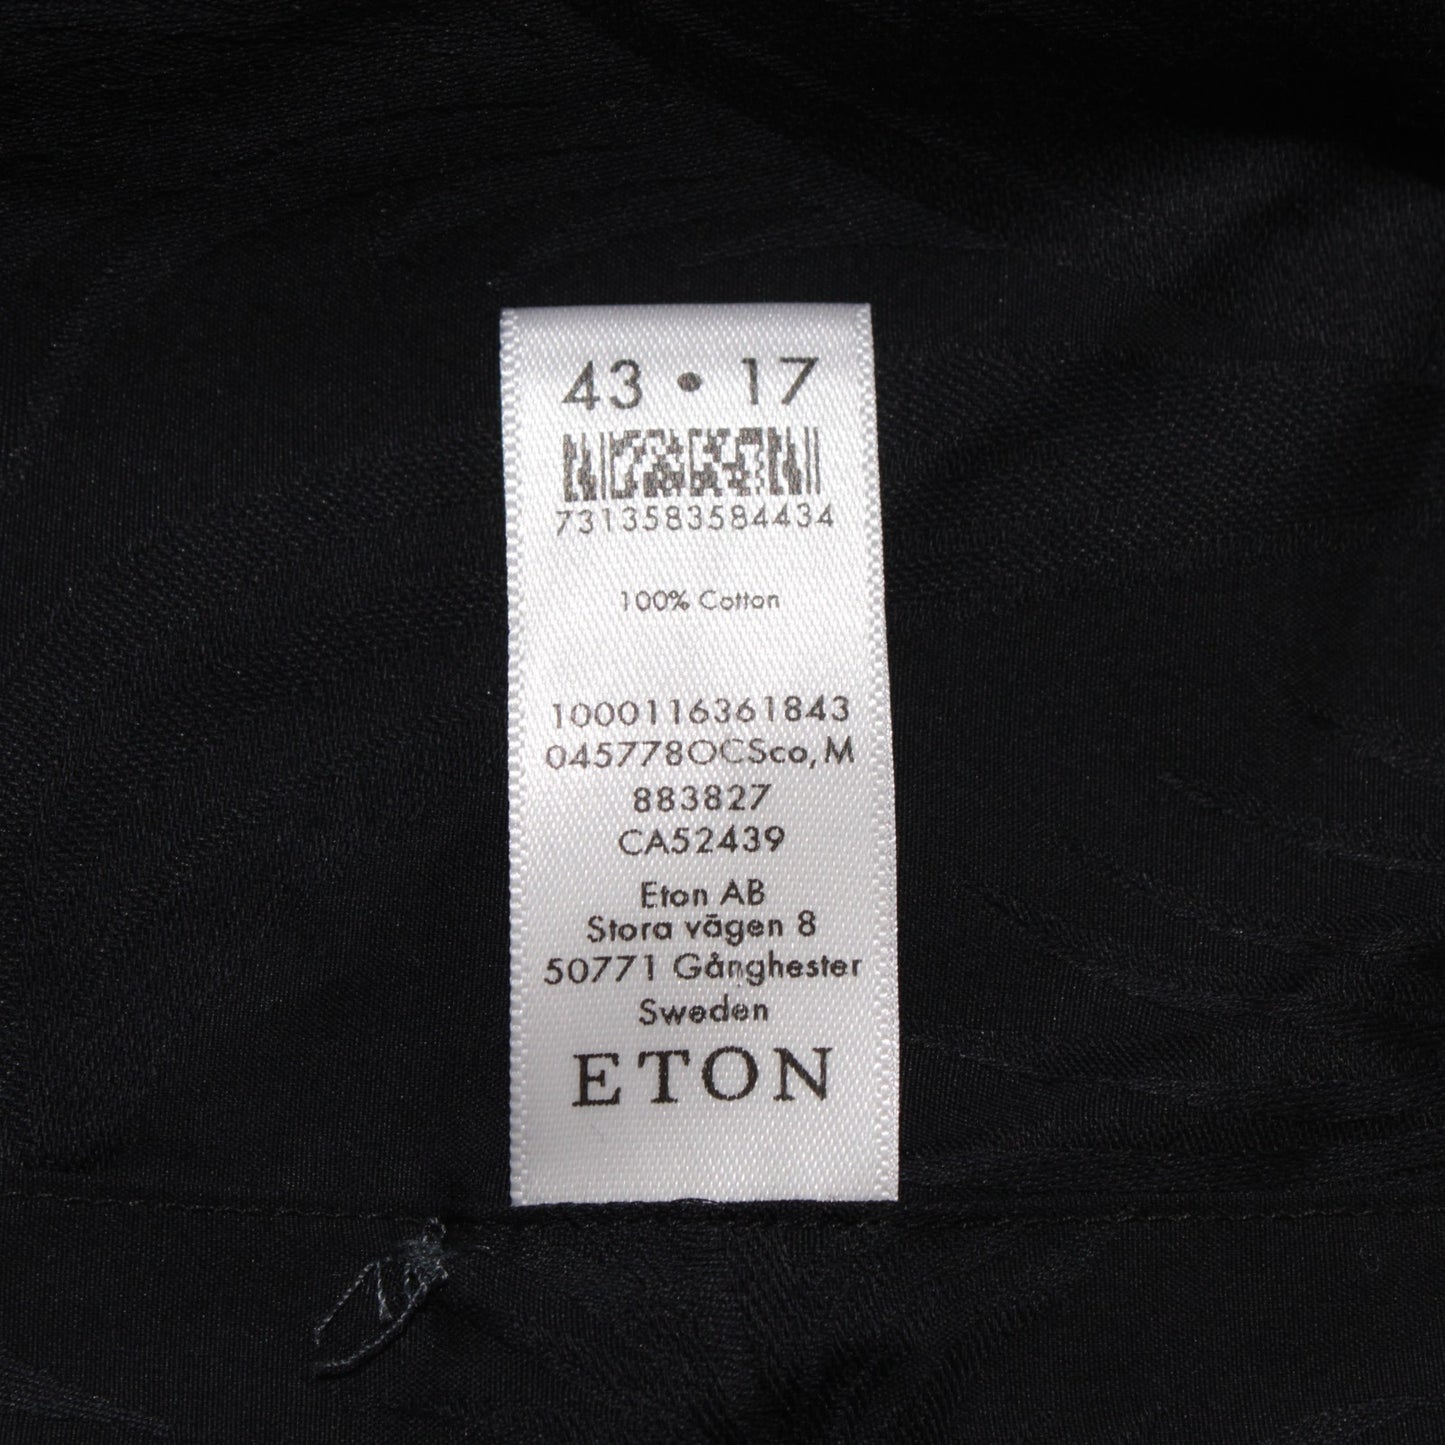 43 • 17
7313583584434
100% Cotton
1000116361843
045778OCSco,M
883827
CA52439
Eton AB
Stora vägen 8
50771 Gånghester
Sweden
ETON